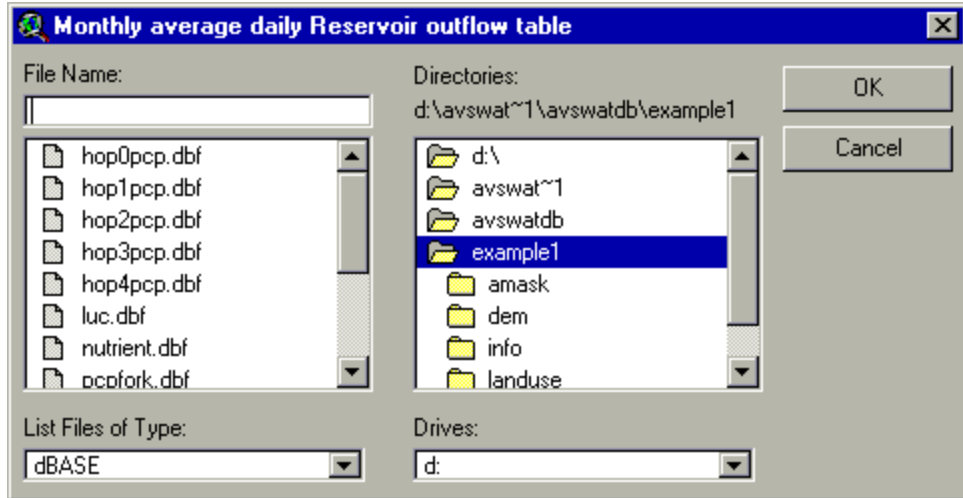 Monthly average daily Reservoir outflow table
File Name:
hop0pcp.dbf
hop1pcp.dbf
hop2pcp.dbf
hop3pcp.dbf
hop4pcp.dbf
luc.dbf
nutrient.dbf
pcpfork.dbf
List Files of Type:
dBASE
Directories:
d:\avswat~1\avswatdb\example1
d:\
avswat~1
avswatdb
example1
amask
dem
info
landuse
Drives:
d:
OK
Cancel